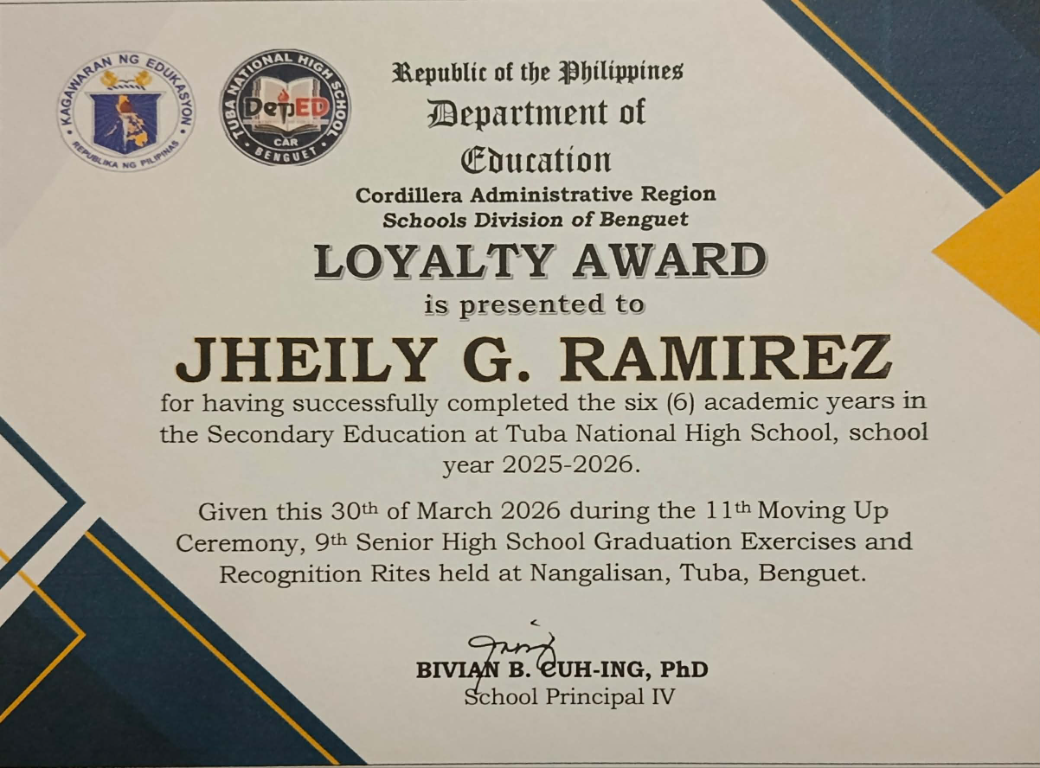 KAGAWARAN NG EDUKASYON
REPUBLIKA NG PILIPINAS
TUBA NATIONAL HIGH SCHOOL
DepED
CAR
BENGUET
Republic of the Philippines
Department of
Education
Cordillera Administrative Region
Schools Division of Benguet
LOYALTY AWARD
is presented to
JHEILY G. RAMIREZ
for having successfully completed the six (6) academic years in
the Secondary Education at Tuba National High School, school
year 2025-2026.
Given this 30th of March 2026 during the 11th Moving Up
Ceremony, 9th Senior High School Graduation Exercises and
Recognition Rites held at Nangalisan, Tuba, Benguet.
BIVIAN B. CUH-ING, PhD
School Principal IV